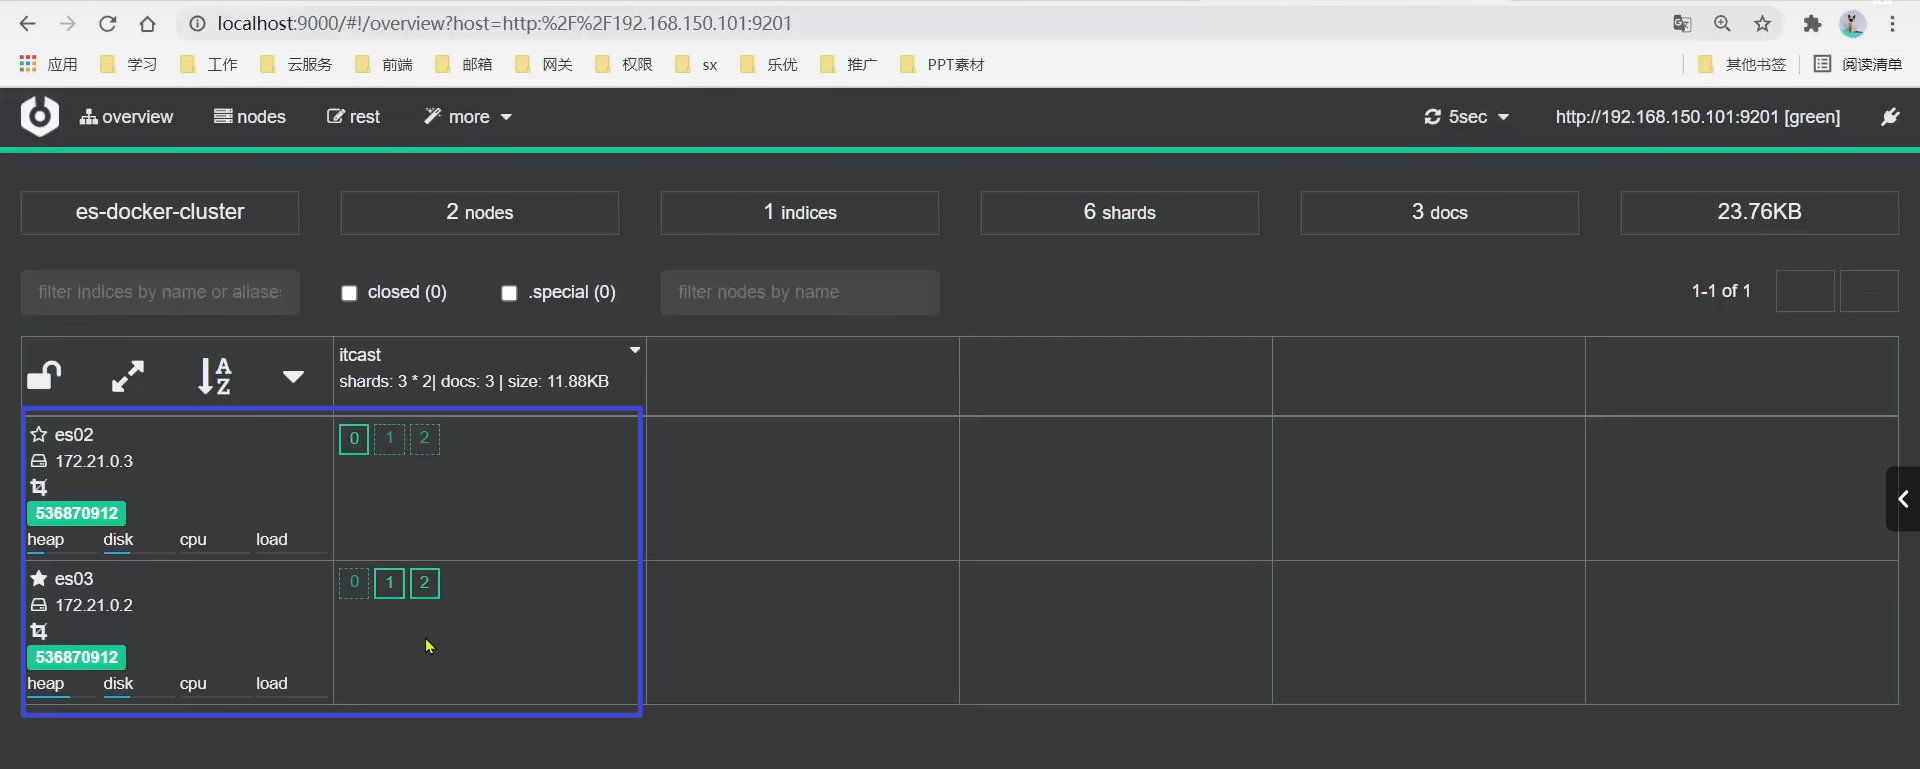 localhost:9000/#!/overview?host=http:%2F%2F192.168.150.101:9201
应用 学习 工作 云服务 前端 邮箱 网关 权限 sx 乐优 推广 PPT素材 其他书签 阅读清单
overview nodes rest more 5sec http://192.168.150.101:9201 [green]
es-docker-cluster 2 nodes 1 indices 6 shards 3 docs 23.76KB
filter indices by name or aliases closed (0) .special (0) filter nodes by name 1-1 of 1
itcast
shards: 3 * 2| docs: 3 | size: 11.88KB
es02 0 1 2
172.21.0.3
536870912
heap disk cpu load
es03 0 1 2
172.21.0.2
536870912
heap disk cpu load